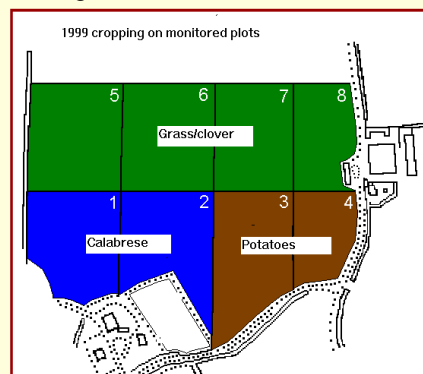 1999 cropping on monitored plots
5 6 7 8
Grass/clover
1 2 3 4
Calabrese Potatoes